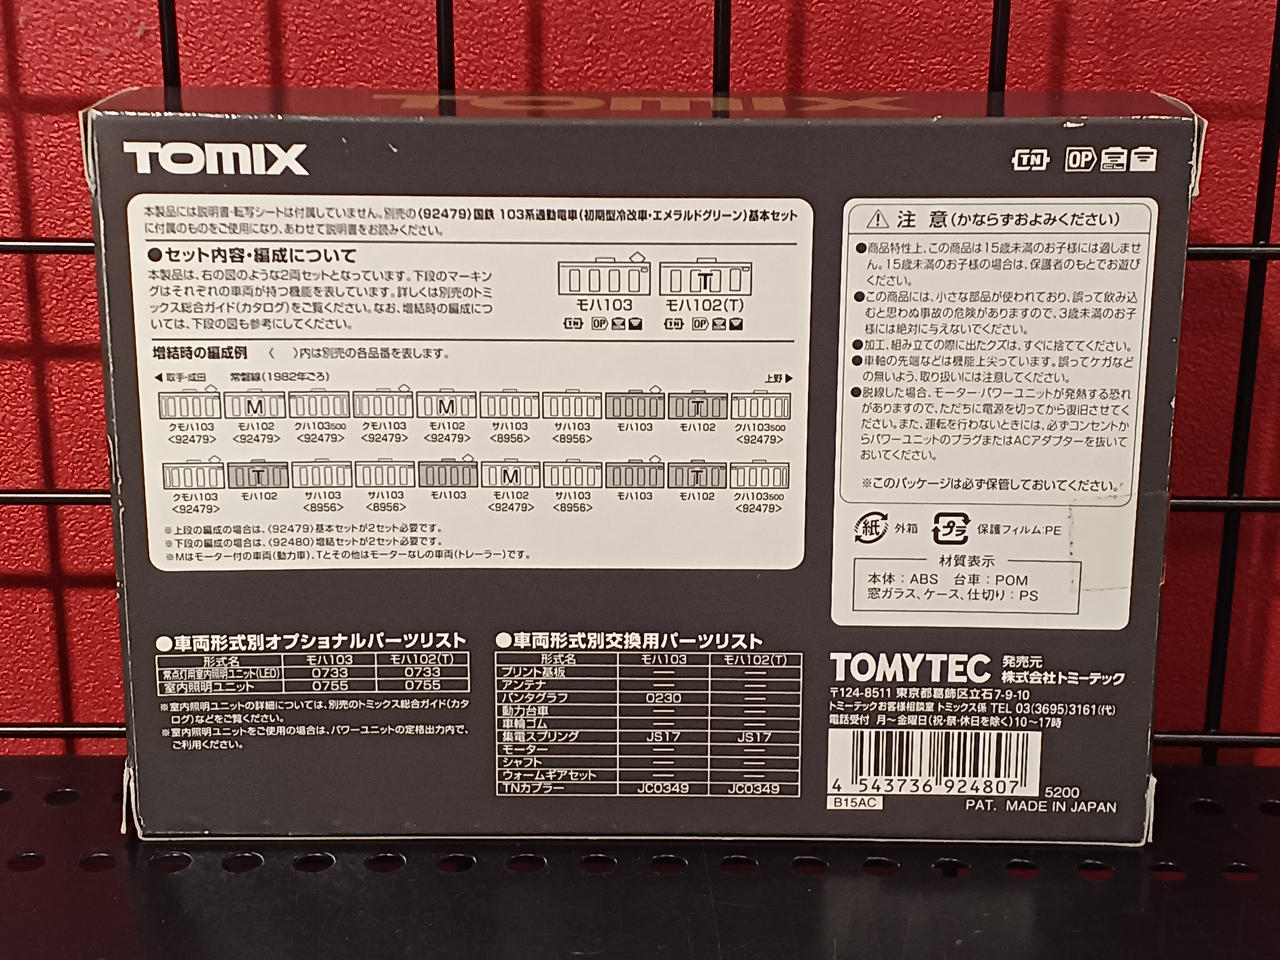 TOMIX
TOMIX
TN OP
本製品には説明書・転写シートは付属していません。別売の〈92479〉国鉄 103系通勤電車(初期型冷改車・エメラルドグリーン)基本セット
に付属のものをご使用になり、あわせて説明書をお読みください。
●セット内容・編成について
本製品は、右の図のような2両セットとなっています。下段のマーキン
グはそれぞれの車両が持つ機能を表しています。詳しくは別売のトミ
ックス総合ガイド(カタログ)をご覧ください。なお、増結時の編成につ
いては、下段の図も参考にしてください。
T
モハ103 モハ102(T)
TN OP TN OP
増結時の編成例 〈 〉内は別売の各品番を表します。
◀取手・成田 常磐線(1982年ごろ) 上野▶
M M T
クモハ103 モハ102 クハ103500 クモハ103 モハ102 サハ103 サハ103 モハ103 モハ102 クハ103500
〈92479〉 〈92479〉 〈92479〉 〈92479〉 〈92479〉 〈8956〉 〈8956〉 〈92479〉
T M T
クモハ103 モハ102 サハ103 サハ103 モハ103 モハ102 サハ103 モハ103 モハ102 クハ103500
〈92479〉 〈8956〉 〈8956〉 〈92479〉 〈8956〉 〈92479〉
※上段の編成の場合は、〈92479〉基本セットが2セット必要です。
※下段の編成の場合は、〈92480〉増結セットが2セット必要です。
※Mはモーター付の車両(動力車)、Tとその他はモーターなしの車両(トレーラー)です。
⚠ 注 意(かならずおよみください)
●商品特性上、この商品は15歳未満のお子様には適しませ
ん。15歳未満のお子様の場合は、保護者のもとでお遊び
ください。
●この商品には、小さな部品が使われており、誤って飲み込
むと思わぬ事故の危険がありますので、3歳未満のお子
様には絶対に与えないでください。
●加工、組み立ての際に出たクズは、すぐに捨ててください。
●車軸の先端などは機能上尖っています。誤ってケガなど
の無いよう、取り扱いには注意してください。
●脱線した場合、モーター・パワーユニットが発熱する恐れ
がありますので、ただちに電源を切ってから復旧させてく
ださい。また、運転を行わないときには、必ずコンセントか
らパワーユニットのプラグまたはACアダプターを抜いて
おいてください。
※このパッケージは必ず保管しておいてください。
紙 外箱 プラ 保護フィルム:PE
材質表示
本体：ABS 台車：POM
窓ガラス、ケース、仕切り：PS
●車両形式別オプショナルパーツリスト
形式名 モハ103 モハ102(T)
常点灯用室内照明ユニット(LED) 0733 0733
室内照明ユニット 0755 0755
※室内照明ユニットの詳細については、別売のトミックス総合ガイド(カタ
ログ)などをご覧ください。
※室内照明ユニットをご使用の場合は、パワーユニットの定格出力内で、
ご利用ください。
●車両形式別交換用パーツリスト
形式名 モハ103 モハ102(T)
プリント基板 — —
アンテナ — —
パンタグラフ 0230 —
動力台車 — —
車輪ゴム — —
集電スプリング JS17 JS17
モーター — —
シャフト — —
ウォームギアセット — —
TNカプラー JC0349 JC0349
TOMYTEC 発売元
株式会社トミーテック
〒124-8511 東京都葛飾区立石7-9-10
トミーテックお客様相談室 トミックス係 TEL 03(3695)3161(代)
電話受付 月〜金曜日(祝・祭・休日を除く)10〜17時
4 543736 924807
5200
B15AC
PAT. MADE IN JAPAN